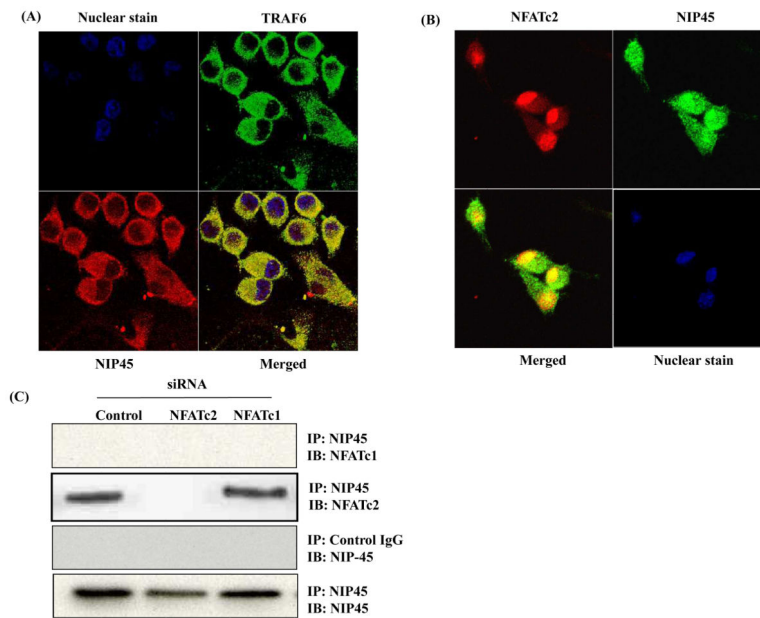 (A)
Nuclear stain
TRAF6
NIP45
Merged
(B)
NFATc2
NIP45
Merged
Nuclear stain
(C)
siRNA
Control
NFATc2
NFATc1
IP: NIP45
IB: NFATc1
IP: NIP45
IB: NFATc2
IP: Control IgG
IB: NIP-45
IP: NIP45
IB: NIP45